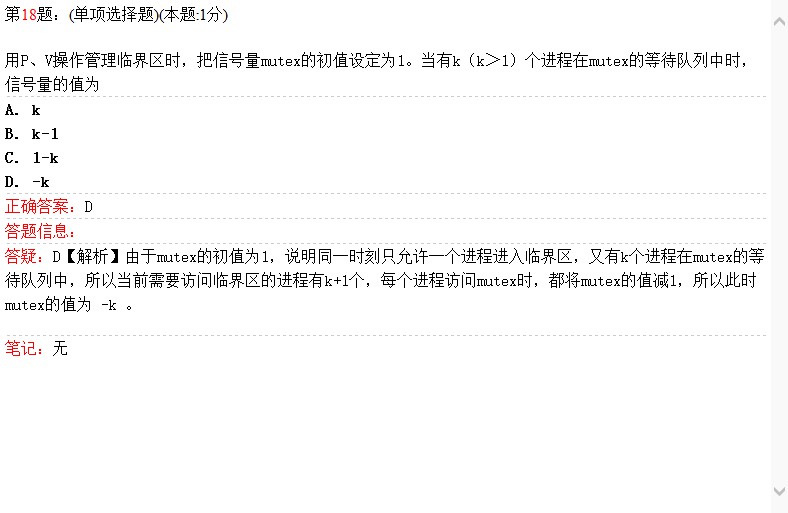 第18题：(单项选择题)(本题:1分)
用P、V操作管理临界区时，把信号量mutex的初值设定为1。当有k（k＞1）个进程在mutex的等待队列中时，
信号量的值为
A. k
B. k-1
C. 1-k
D. -k
正确答案：D
答题信息：
答疑：D【解析】由于mutex的初值为1，说明同一时刻只允许一个进程进入临界区，又有k个进程在mutex的等
待队列中，所以当前需要访问临界区的进程有k+1个，每个进程访问mutex时，都将mutex的值减1，所以此时
mutex的值为 -k 。
笔记：无